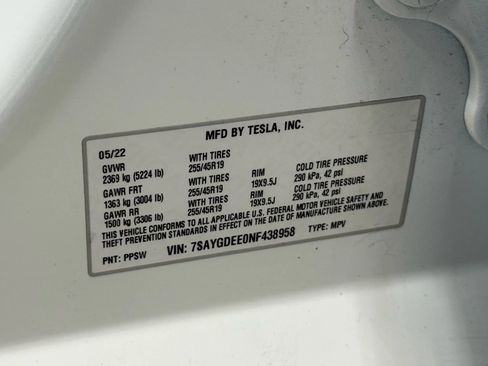 MFD BY TESLA, INC.
05/22
GVWR WITH TIRES COLD TIRE PRESSURE
2369 kg (5224 lb) 255/45R19 RIM 290 kPa, 42 psi
GAWR FRT WITH TIRES 19X9.5J COLD TIRE PRESSURE
1363 kg (3004 lb) 255/45R19 RIM 290 kPa, 42 psi
GAWR RR WITH TIRES 19X9.5J
1500 kg (3306 lb) 255/45R19
THIS VEHICLE CONFORMS TO ALL APPLICABLE U.S. FEDERAL MOTOR VEHICLE SAFETY AND
THEFT PREVENTION STANDARDS IN EFFECT ON THE DATE OF MANUFACTURE SHOWN ABOVE.
PNT: PPSW VIN: 7SAYGDEE0NF438958 TYPE: MPV